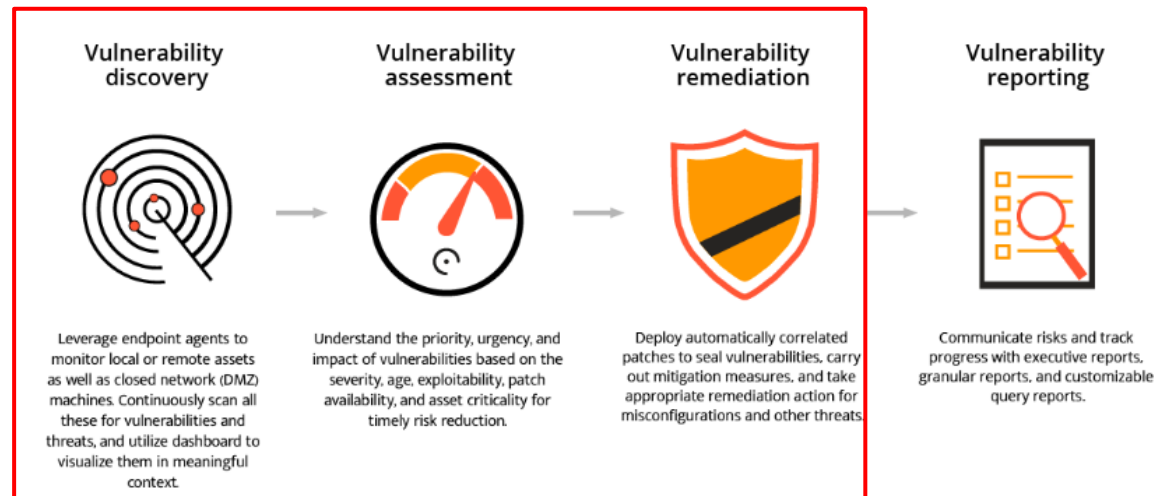 Vulnerability
discovery
Leverage endpoint agents to
monitor local or remote assets
as well as closed network (DMZ)
machines. Continuously scan all
these for vulnerabilities and
threats, and utilize dashboard to
visualize them in meaningful
context.
Vulnerability
assessment
Understand the priority, urgency, and
impact of vulnerabilities based on the
severity, age, exploitability, patch
availability, and asset criticality for
timely risk reduction.
Vulnerability
remediation
Deploy automatically correlated
patches to seal vulnerabilities, carry
out mitigation measures, and take
appropriate remediation action for
misconfigurations and other threats.
Vulnerability
reporting
Communicate risks and track
progress with executive reports,
granular reports, and customizable
query reports.